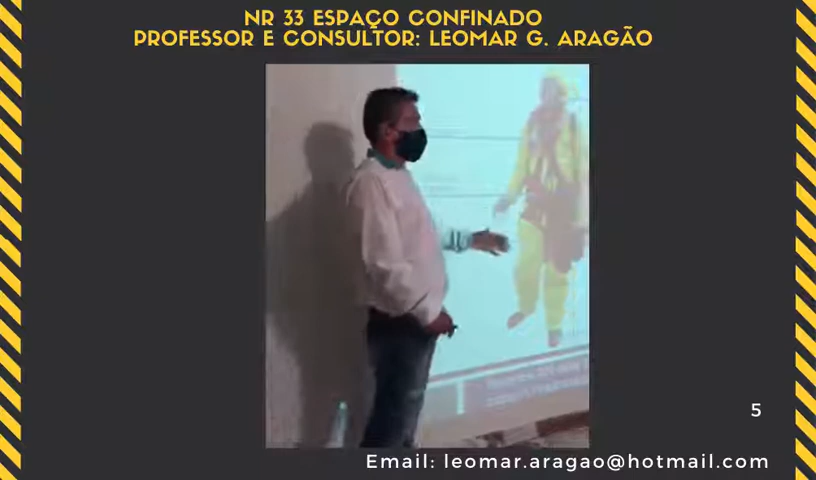 NR 33 ESPAÇO CONFINADO
PROFESSOR E CONSULTOR: LEOMAR G. ARAGÃO
5
Email: leomar.aragao@hotmail.com